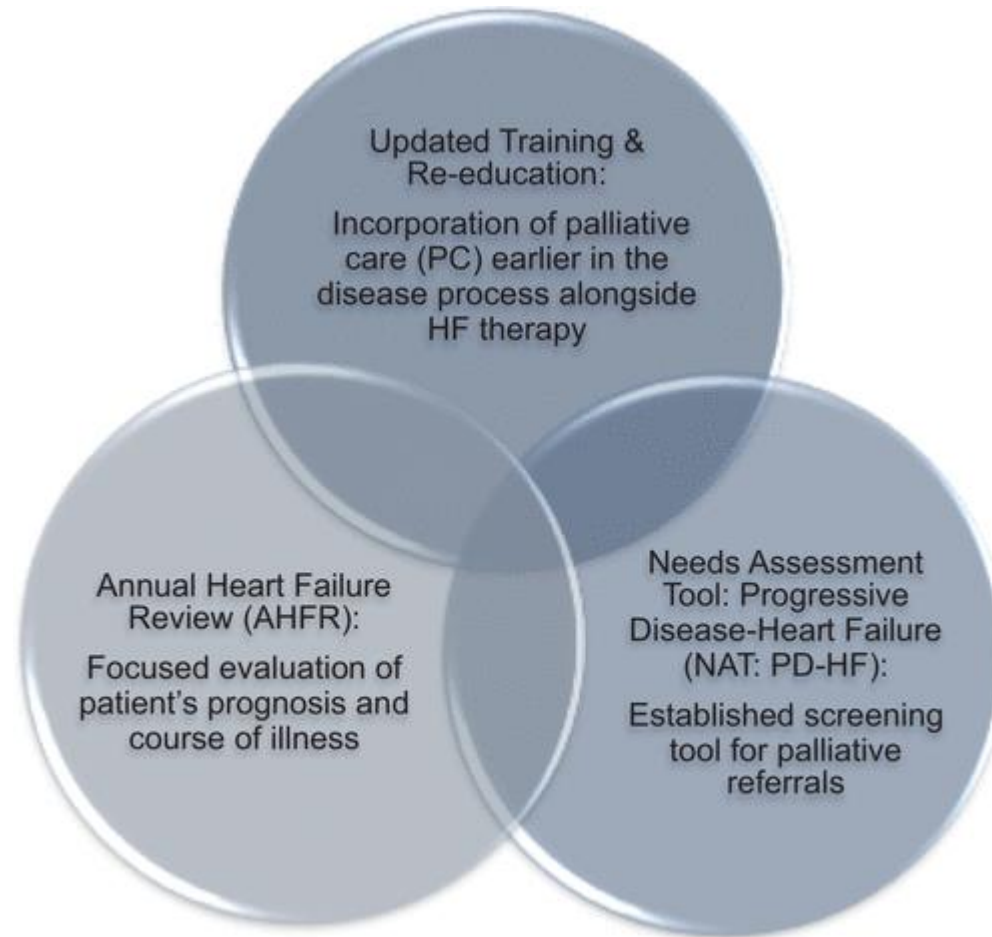 Updated Training &
Re-education:
Incorporation of palliative
care (PC) earlier in the
disease process alongside
HF therapy
Annual Heart Failure
Review (AHFR):
Focused evaluation of
patient's prognosis and
course of illness
Needs Assessment
Tool: Progressive
Disease-Heart Failure
(NAT: PD-HF):
Established screening
tool for palliative
referrals